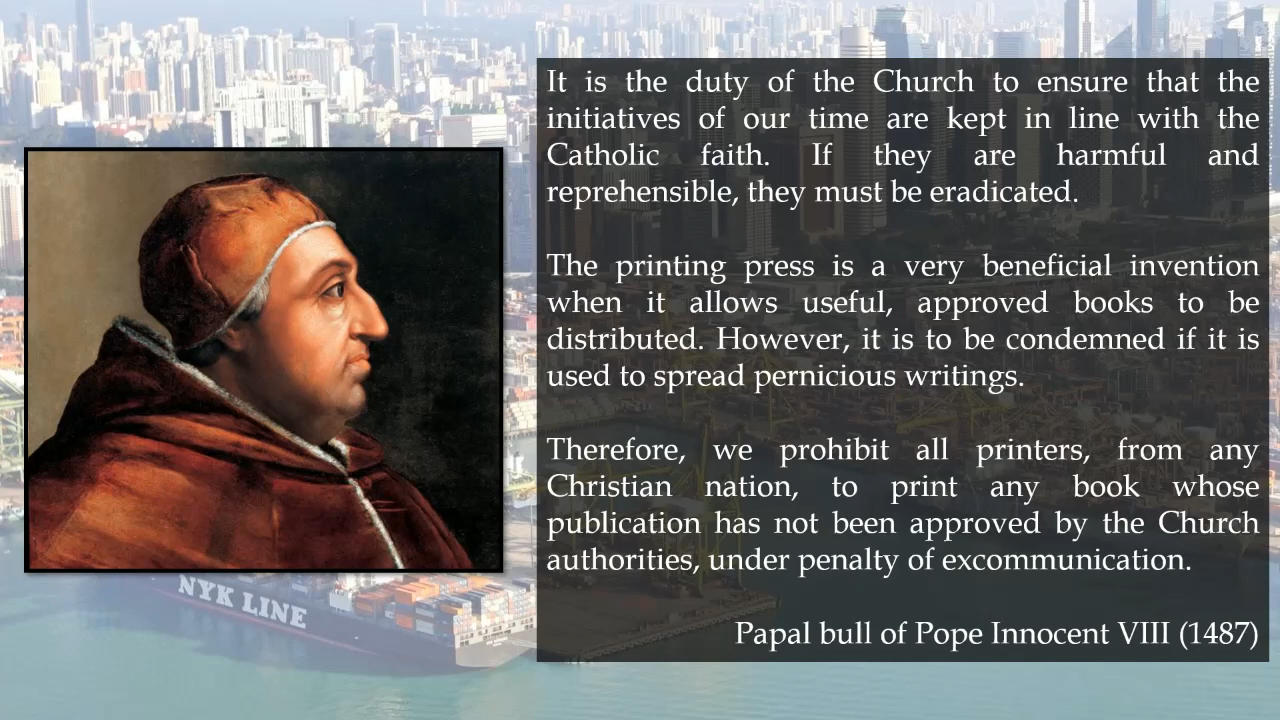 It is the duty of the Church to ensure that the
initiatives of our time are kept in line with the
Catholic faith. If they are harmful and
reprehensible, they must be eradicated.
The printing press is a very beneficial invention
when it allows useful, approved books to be
distributed. However, it is to be condemned if it is
used to spread pernicious writings.
Therefore, we prohibit all printers, from any
Christian nation, to print any book whose
publication has not been approved by the Church
authorities, under penalty of excommunication.
Papal bull of Pope Innocent VIII (1487)
NYK LINE